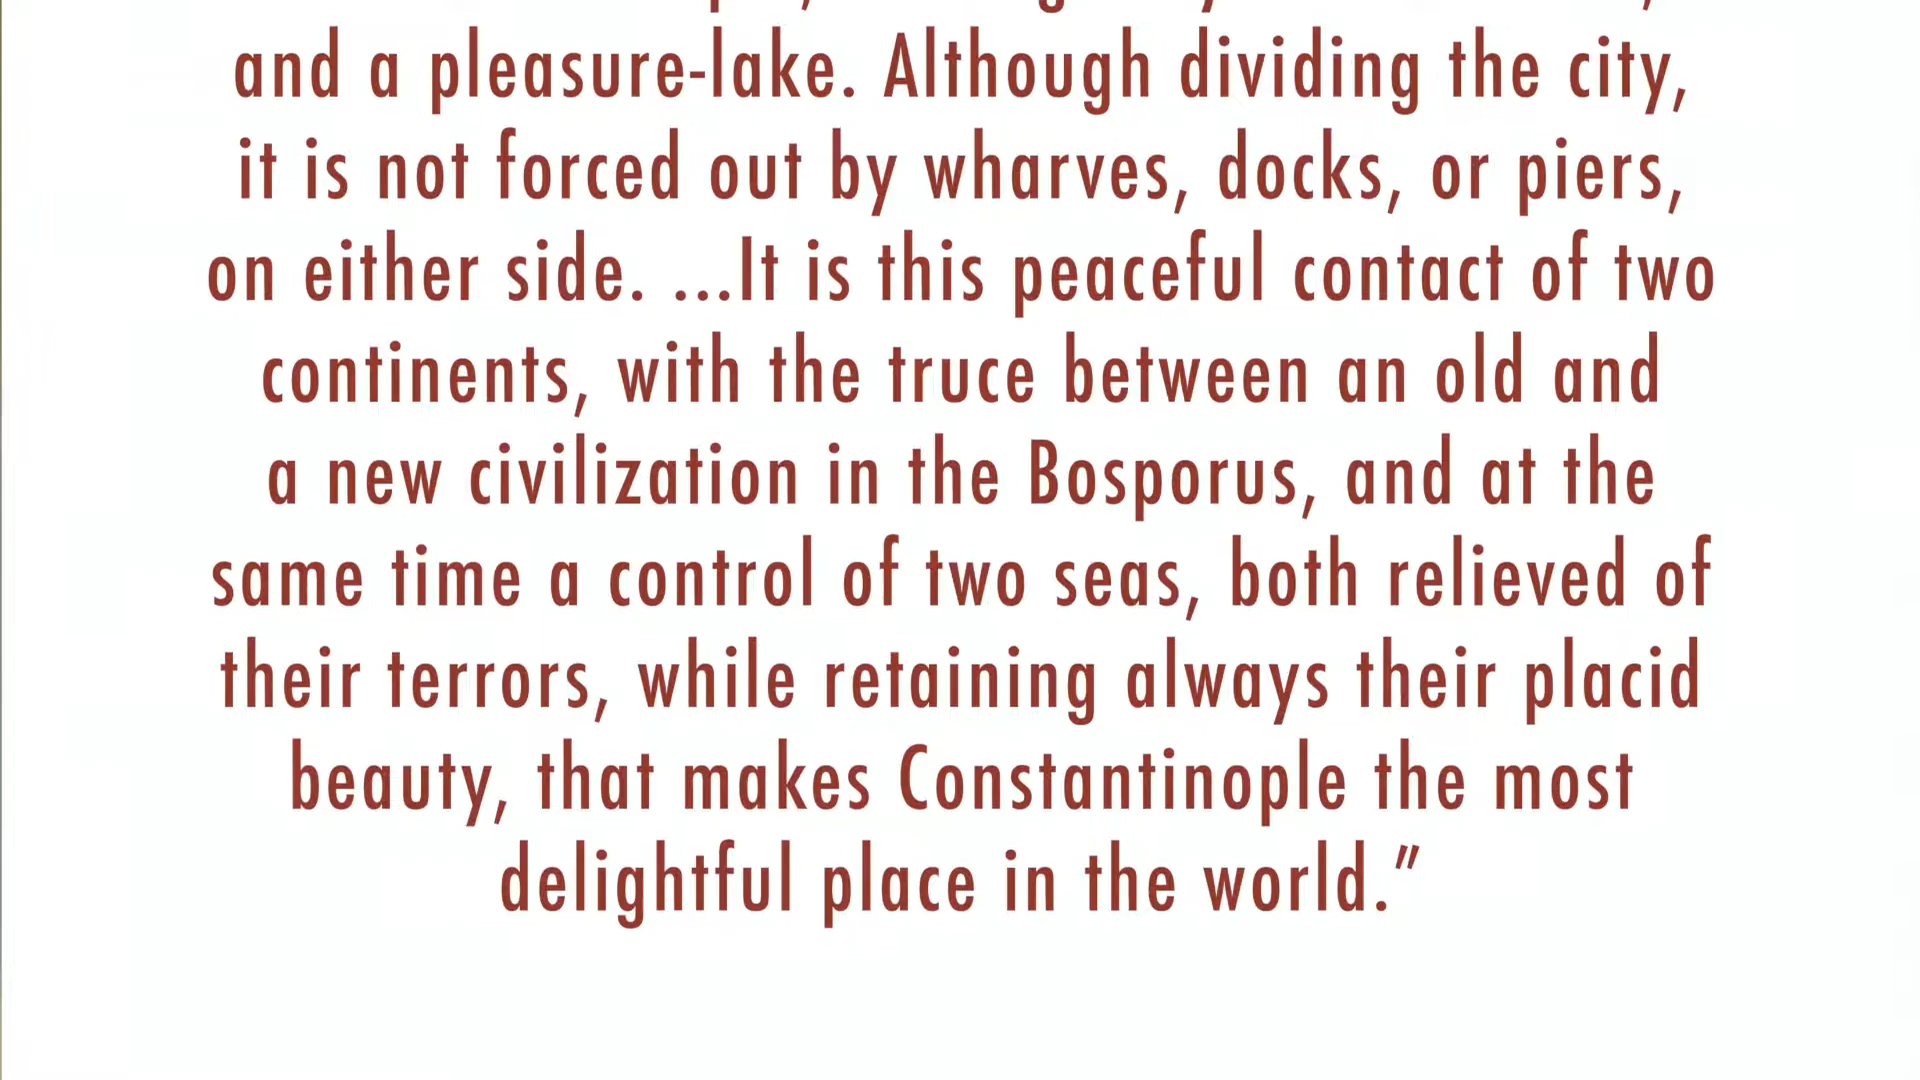 and a pleasure-lake. Although dividing the city,
it is not forced out by wharves, docks, or piers,
on either side. ...It is this peaceful contact of two
continents, with the truce between an old and
a new civilization in the Bosporus, and at the
same time a control of two seas, both relieved of
their terrors, while retaining always their placid
beauty, that makes Constantinople the most
delightful place in the world.”